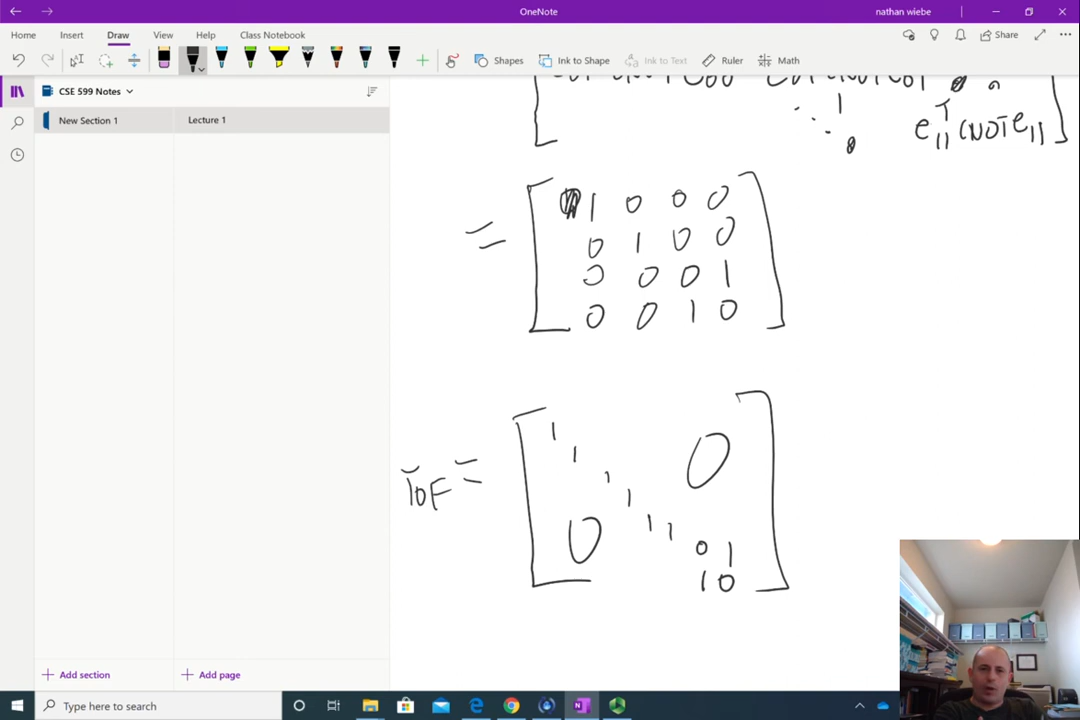 OneNote
nathan wiebe
Home Insert Draw View Help Class Notebook
Share
Shapes Ink to Shape Ink to Text Ruler Math
CSE 599 Notes
New Section 1
Lecture 1
e₁₁ᵀ CNOT e₁₁
= 1 0 0 0
0 1 0 0
0 0 0 1
0 0 1 0
TOF =
1
1
0
1
1
1 1
0
0 1
1 0
Add section
Add page
Type here to search